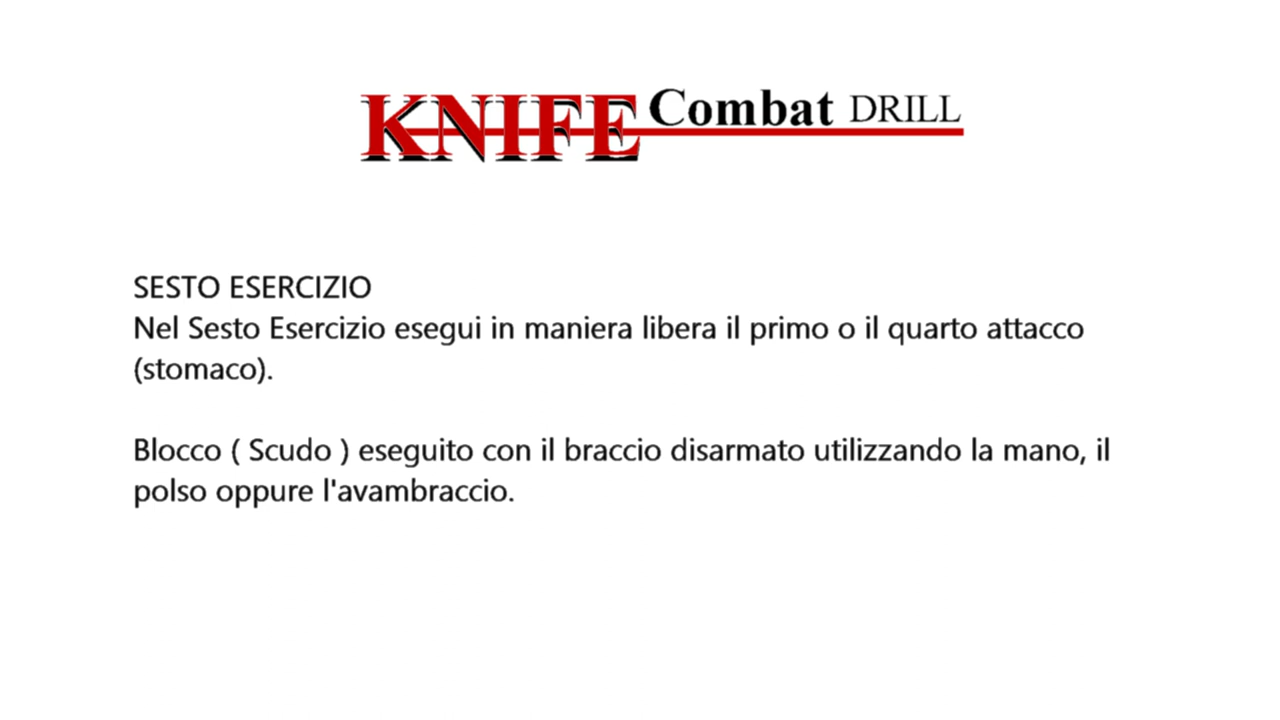 KNIFE Combat DRILL
SESTO ESERCIZIO
Nel Sesto Esercizio esegui in maniera libera il primo o il quarto attacco
(stomaco).
Blocco ( Scudo ) eseguito con il braccio disarmato utilizzando la mano, il
polso oppure l'avambraccio.